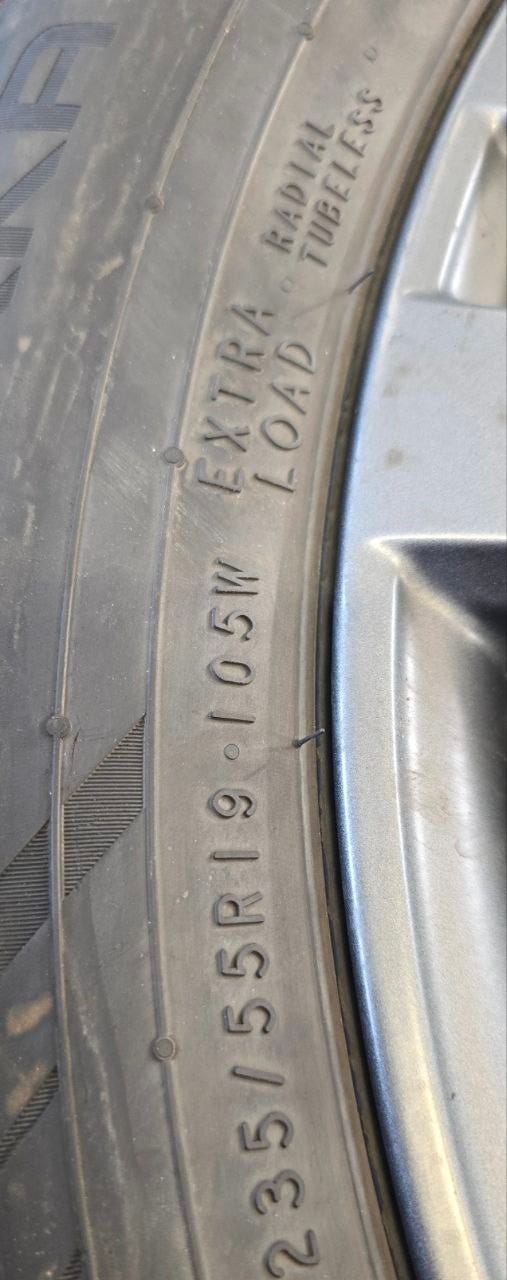 235/55R19 105W
EXTRA
LOAD
RADIAL
TUBELESS